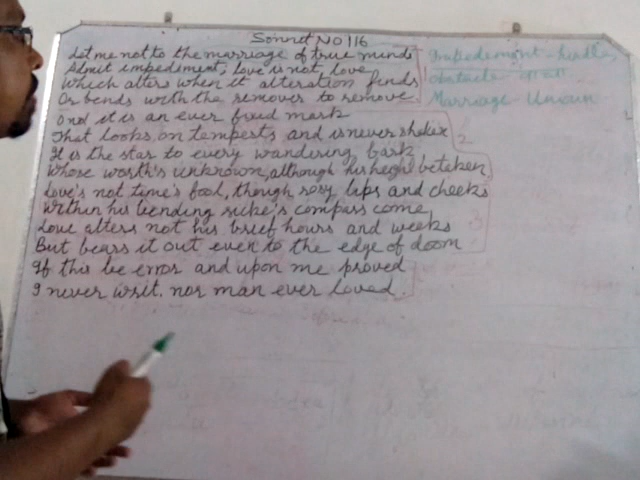 Sonnet No 116
Let me not to the marriage of true minds
Admit impediment, Love is not, love
Which alters when it alteration finds
Or bends with the remover to remove.
O no! it is an ever fixed mark
That looks on tempests and is never shaken
It is the star to every wandering bark
Whose worth's unknown, although his height be taken
Love's not time's fool, though rosy lips and cheeks
Within his bending sicke's compass come,
Love alters not his brief hours and weeks
But bears it out even to the edge of doom
If this be error and upon me proved
I never writ, nor man ever loved.
Impediment - hurdle,
obstacle
Marriage - Union
2
3